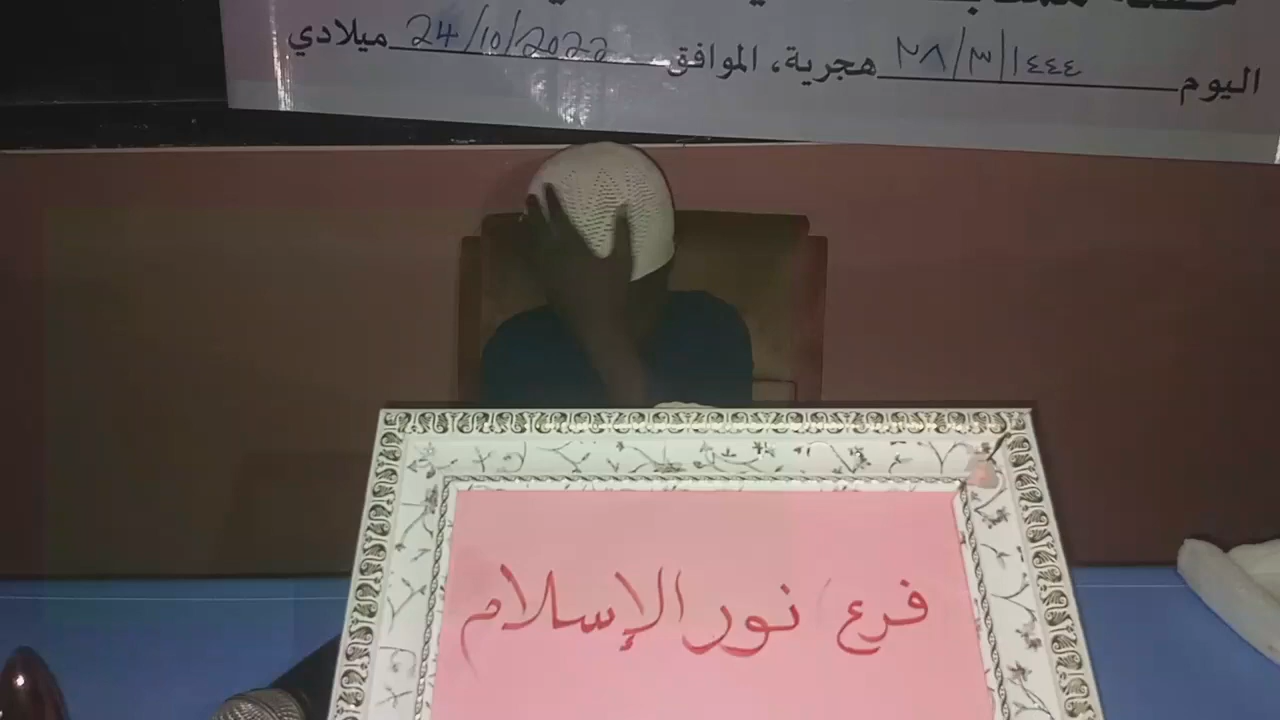 اليوم ٢٨/٣/١٤٤٤ هجرية، الموافق 24/10/2022 ميلادي
فرع نور الإسلام